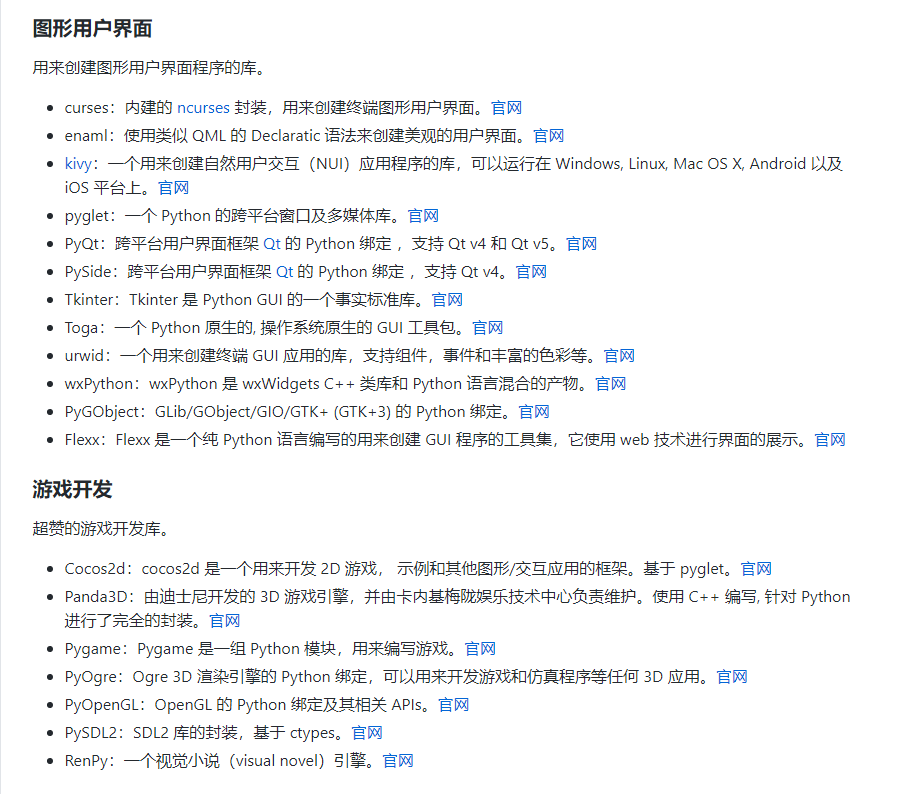 图形用户界面
用来创建图形用户界面程序的库。
curses：内建的 ncurses 封装，用来创建终端图形用户界面。官网
enaml：使用类似 QML 的 Declaratic 语法来创建美观的用户界面。官网
kivy：一个用来创建自然用户交互（NUI）应用程序的库，可以运行在 Windows, Linux, Mac OS X, Android 以及
iOS 平台上。官网
pyglet：一个 Python 的跨平台窗口及多媒体库。官网
PyQt：跨平台用户界面框架 Qt 的 Python 绑定 ，支持 Qt v4 和 Qt v5。官网
PySide：跨平台用户界面框架 Qt 的 Python 绑定 ，支持 Qt v4。官网
Tkinter：Tkinter 是 Python GUI 的一个事实标准库。官网
Toga：一个 Python 原生的, 操作系统原生的 GUI 工具包。官网
urwid：一个用来创建终端 GUI 应用的库，支持组件，事件和丰富的色彩等。官网
wxPython：wxPython 是 wxWidgets C++ 类库和 Python 语言混合的产物。官网
PyGObject：GLib/GObject/GIO/GTK+ (GTK+3) 的 Python 绑定。官网
Flexx：Flexx 是一个纯 Python 语言编写的用来创建 GUI 程序的工具集，它使用 web 技术进行界面的展示。官网
游戏开发
超赞的游戏开发库。
Cocos2d：cocos2d 是一个用来开发 2D 游戏， 示例和其他图形/交互应用的框架。基于 pyglet。官网
Panda3D：由迪士尼开发的 3D 游戏引擎，并由卡内基梅陇娱乐技术中心负责维护。使用 C++ 编写, 针对 Python
进行了完全的封装。官网
Pygame：Pygame 是一组 Python 模块，用来编写游戏。官网
PyOgre：Ogre 3D 渲染引擎的 Python 绑定，可以用来开发游戏和仿真程序等任何 3D 应用。官网
PyOpenGL：OpenGL 的 Python 绑定及其相关 APIs。官网
PySDL2：SDL2 库的封装，基于 ctypes。官网
RenPy：一个视觉小说（visual novel）引擎。官网